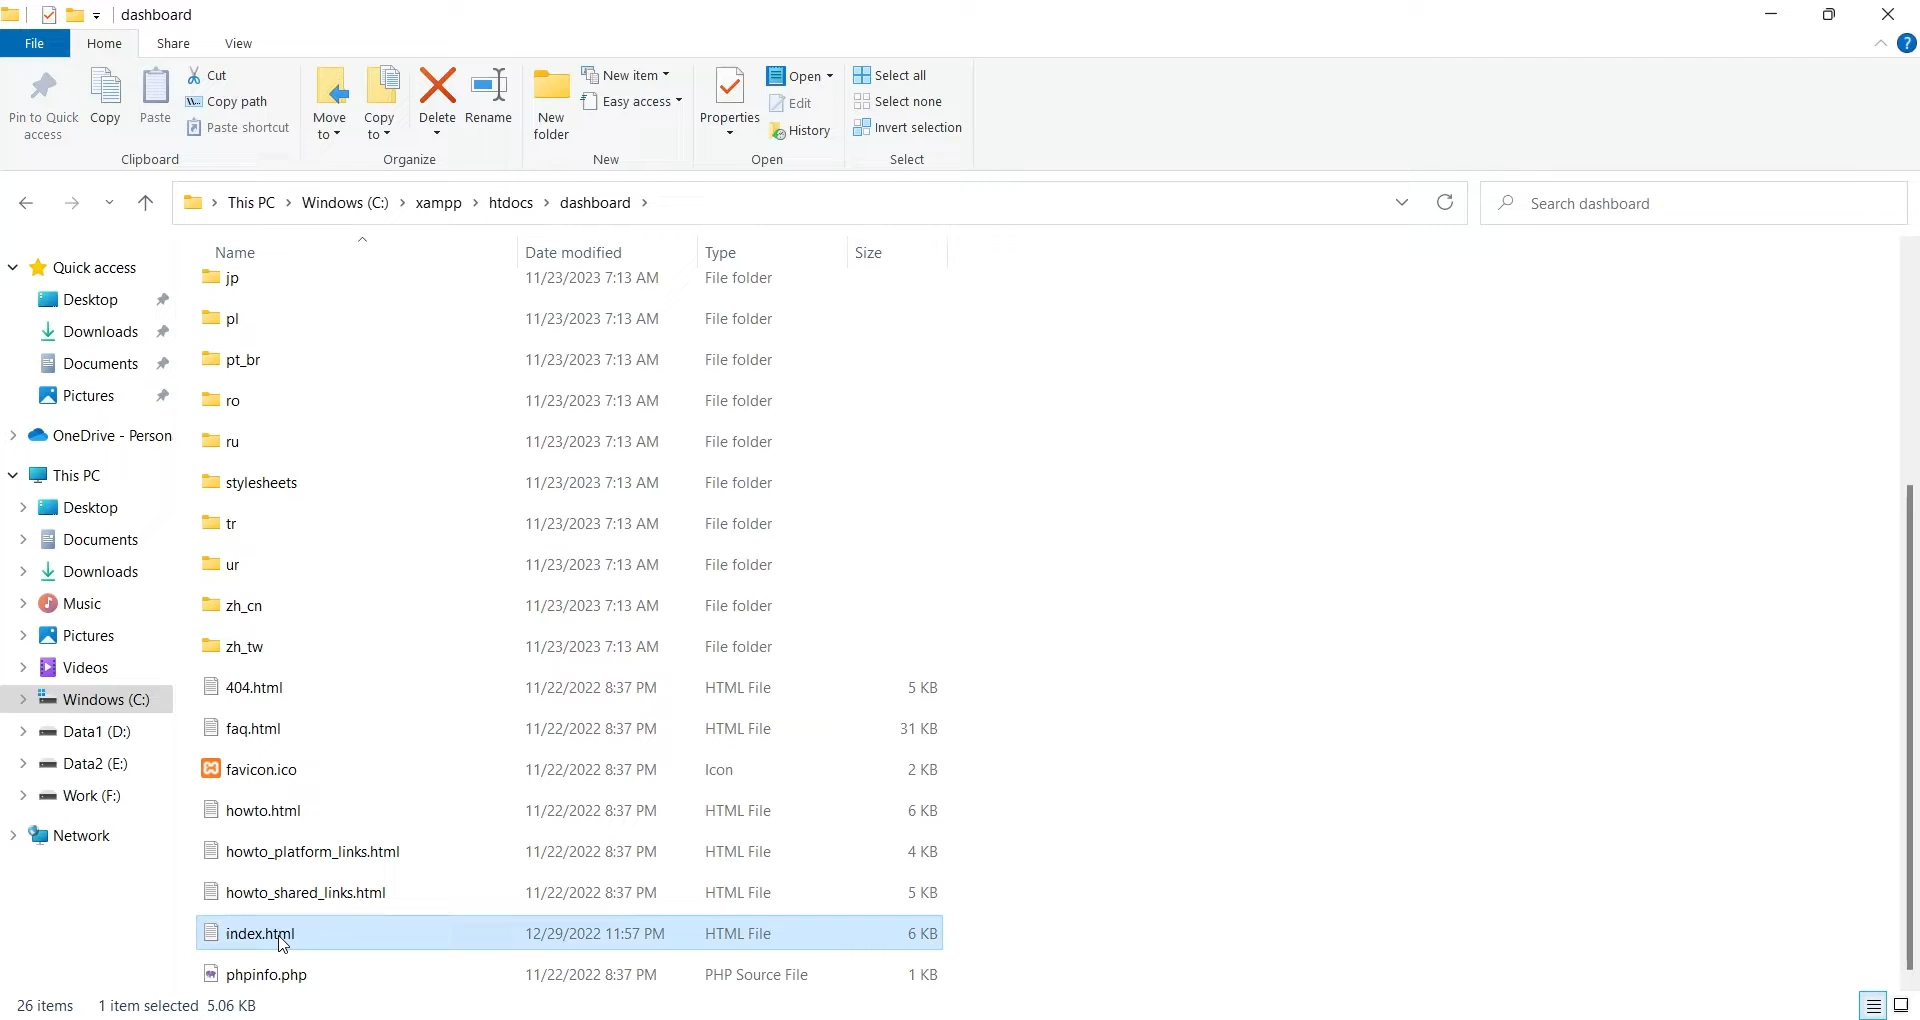 dashboard
File Home Share View
Pin to Quick access
Copy
Paste
Cut
Copy path
Paste shortcut
Clipboard
Move to
Copy to
Delete
Rename
Organize
New folder
New item
Easy access
New
Properties
Open
Edit
History
Open
Select all
Select none
Invert selection
Select
This PC > Windows (C:) > xampp > htdocs > dashboard >
Search dashboard
Quick access
Desktop
Downloads
Documents
Pictures
OneDrive - Person
This PC
Desktop
Documents
Downloads
Music
Pictures
Videos
Windows (C:)
Data1 (D:)
Data2 (E:)
Work (F:)
Network
Name Date modified Type Size
jp 11/23/2023 7:13 AM File folder
pl 11/23/2023 7:13 AM File folder
pt_br 11/23/2023 7:13 AM File folder
ro 11/23/2023 7:13 AM File folder
ru 11/23/2023 7:13 AM File folder
stylesheets 11/23/2023 7:13 AM File folder
tr 11/23/2023 7:13 AM File folder
ur 11/23/2023 7:13 AM File folder
zh_cn 11/23/2023 7:13 AM File folder
zh_tw 11/23/2023 7:13 AM File folder
404.html 11/22/2022 8:37 PM HTML File 5 KB
faq.html 11/22/2022 8:37 PM HTML File 31 KB
favicon.ico 11/22/2022 8:37 PM Icon 2 KB
howto.html 11/22/2022 8:37 PM HTML File 6 KB
howto_platform_links.html 11/22/2022 8:37 PM HTML File 4 KB
howto_shared_links.html 11/22/2022 8:37 PM HTML File 5 KB
index.html 12/29/2022 11:57 PM HTML File 6 KB
phpinfo.php 11/22/2022 8:37 PM PHP Source File 1 KB
26 items 1 item selected 5.06 KB